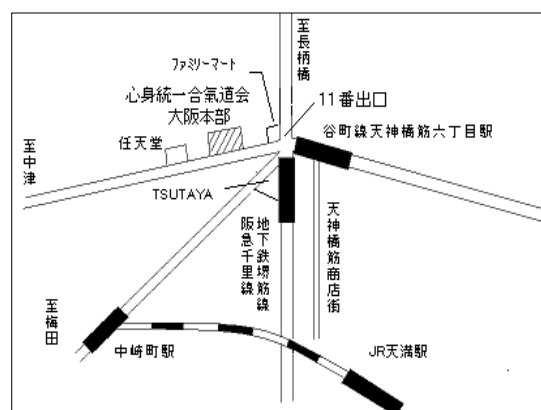 至長柄橋
ファミリーマート
心身統一合氣道会
大阪本部
11番出口
谷町線天神橋筋六丁目駅
任天堂
至中津
TSUTAYA
地下鉄堺筋線
阪急千里線
天神橋筋商店街
至梅田
中崎町駅
JR天満駅